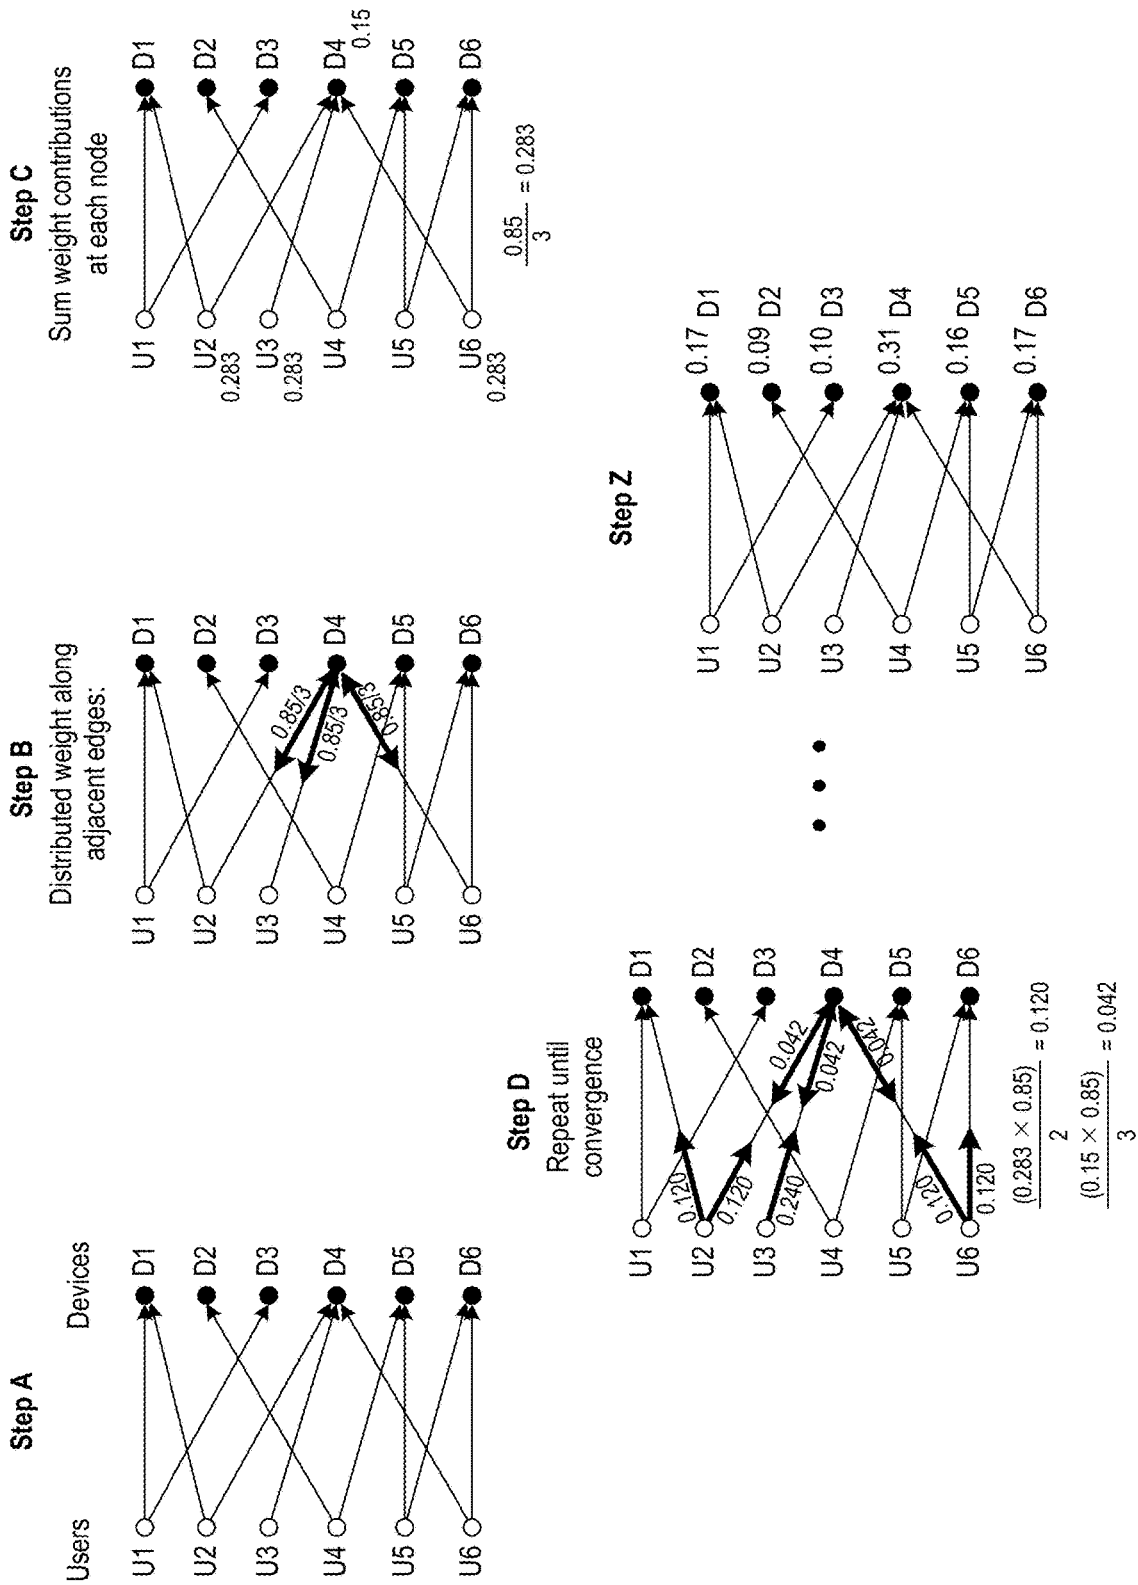 Step A
Users
Devices
U1
D1
U2
D2
U3
D3
U4
D4
U5
D5
U6
D6
Step B
Distributed weight along
adjacent edges:
U1
D1
U2
D2
U3
D3
0.85/3
U4
D4
0.85/3
0.85/3
U5
D5
U6
D6
Step C
Sum weight contributions
at each node
U1
D1
U2
D2
0.283
U3
D3
0.283
U4
D4
0.15
U5
D5
U6
D6
0.283
0.85
3
= 0.283
Step D
Repeat until
convergence
U1
D1
0.120
U2
D2
0.120
U3
D3
0.042
0.240
0.042
U4
D4
0.042
U5
D5
0.120
U6
D6
0.120
(0.283 × 0.85)
2
= 0.120
(0.15 × 0.85)
3
= 0.042
Step Z
U1
0.17 D1
U2
0.09 D2
U3
0.10 D3
U4
0.31 D4
U5
0.16 D5
U6
0.17 D6